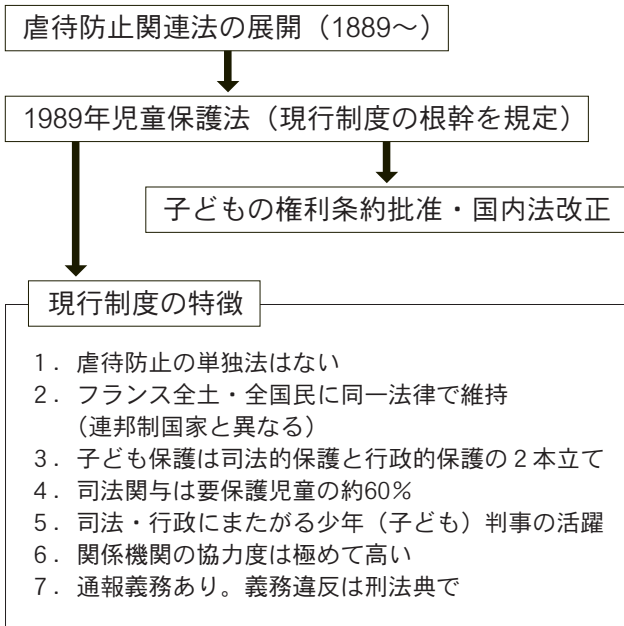 虐待防止関連法の展開（1889〜）
1989年児童保護法（現行制度の根幹を規定）
子どもの権利条約批准・国内法改正
現行制度の特徴
1．虐待防止の単独法はない
2．フランス全土・全国民に同一法律で維持
（連邦制国家と異なる）
3．子ども保護は司法的保護と行政的保護の２本立て
4．司法関与は要保護児童の約60％
5．司法・行政にまたがる少年（子ども）判事の活躍
6．関係機関の協力度は極めて高い
7．通報義務あり。義務違反は刑法典で